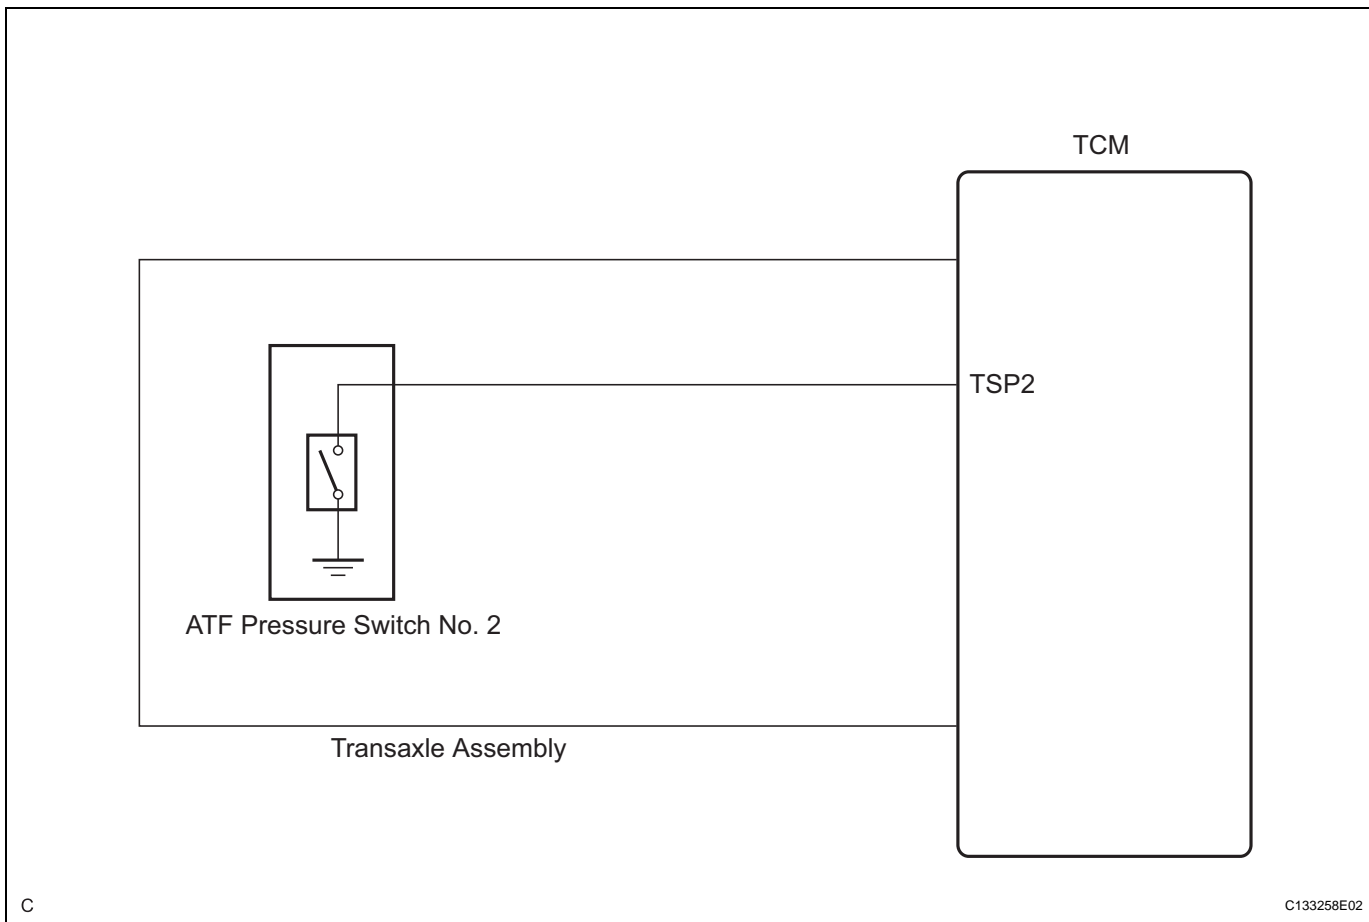 TCM
TSP2
ATF Pressure Switch No. 2
Transaxle Assembly
C
C133258E02